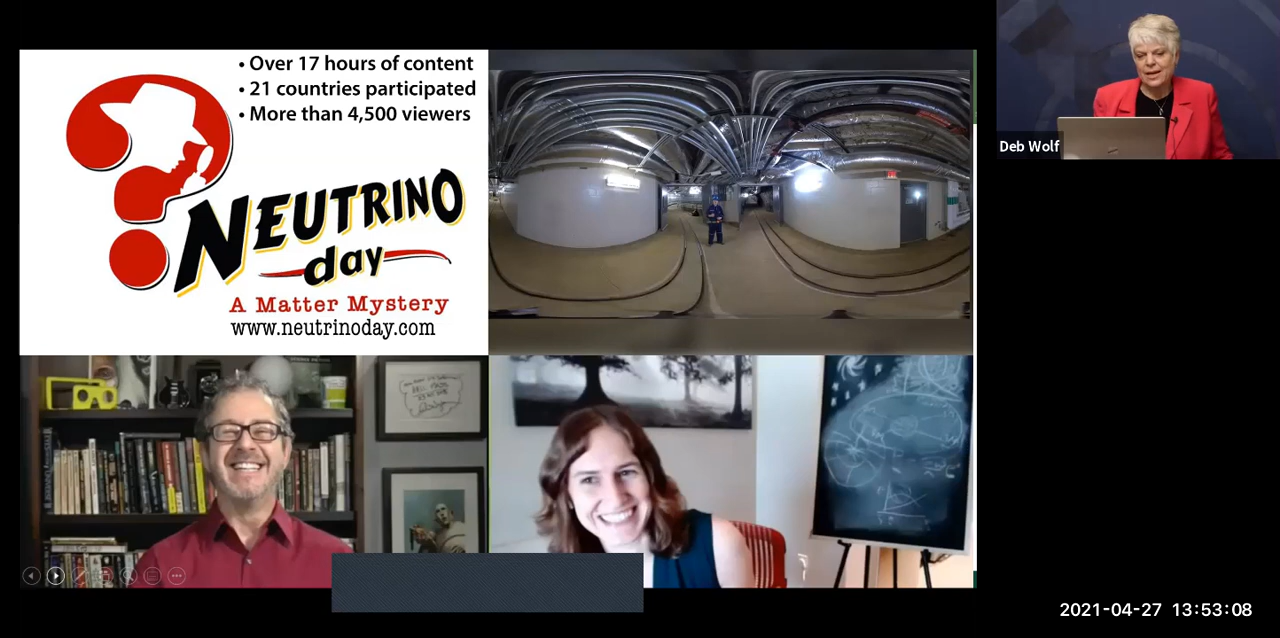 • Over 17 hours of content
• 21 countries participated
• More than 4,500 viewers
NEUTRINO
day
A Matter Mystery
www.neutrinoday.com
Deb Wolf
2021-04-27 13:53:08